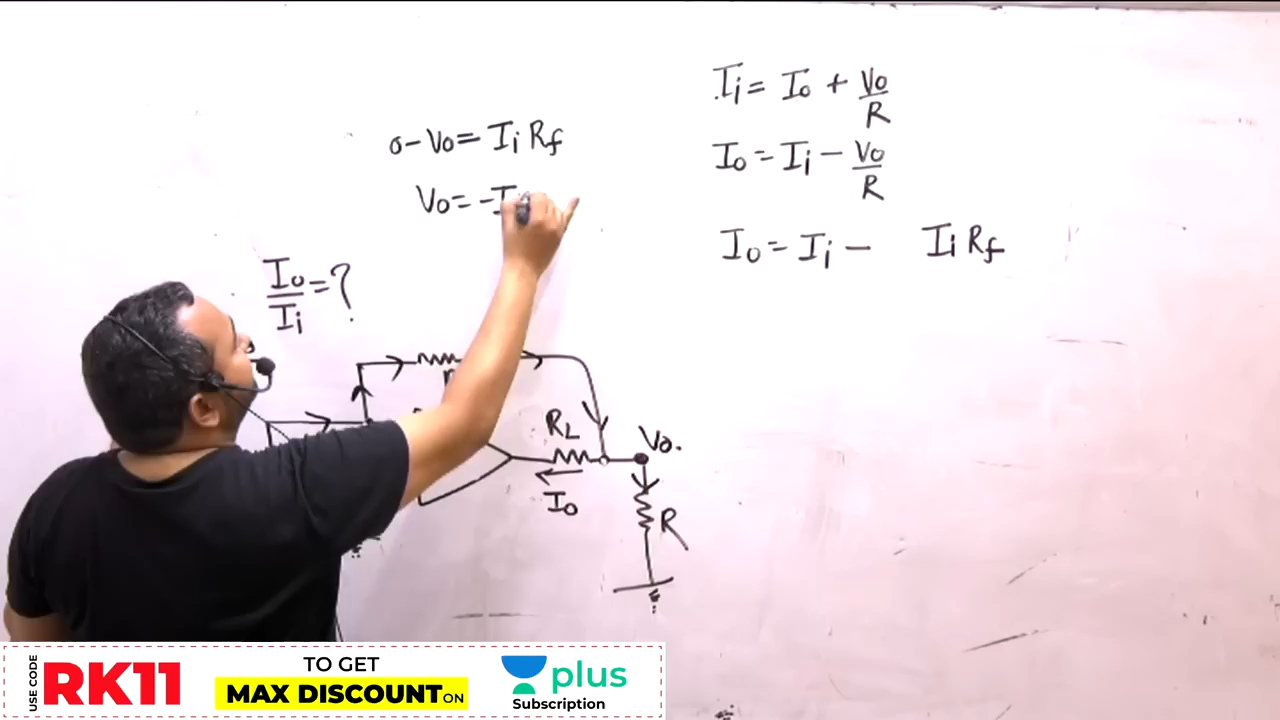 Ii = Io + Vo/R
0 - Vo = Ii Rf
Io = Ii - Vo/R
Vo = -I
Io = Ii - Ii Rf
Io/Ii = ?
RL
Vo.
Io
R
USE CODE
RK11
TO GET
MAX DISCOUNT ON
plus
Subscription